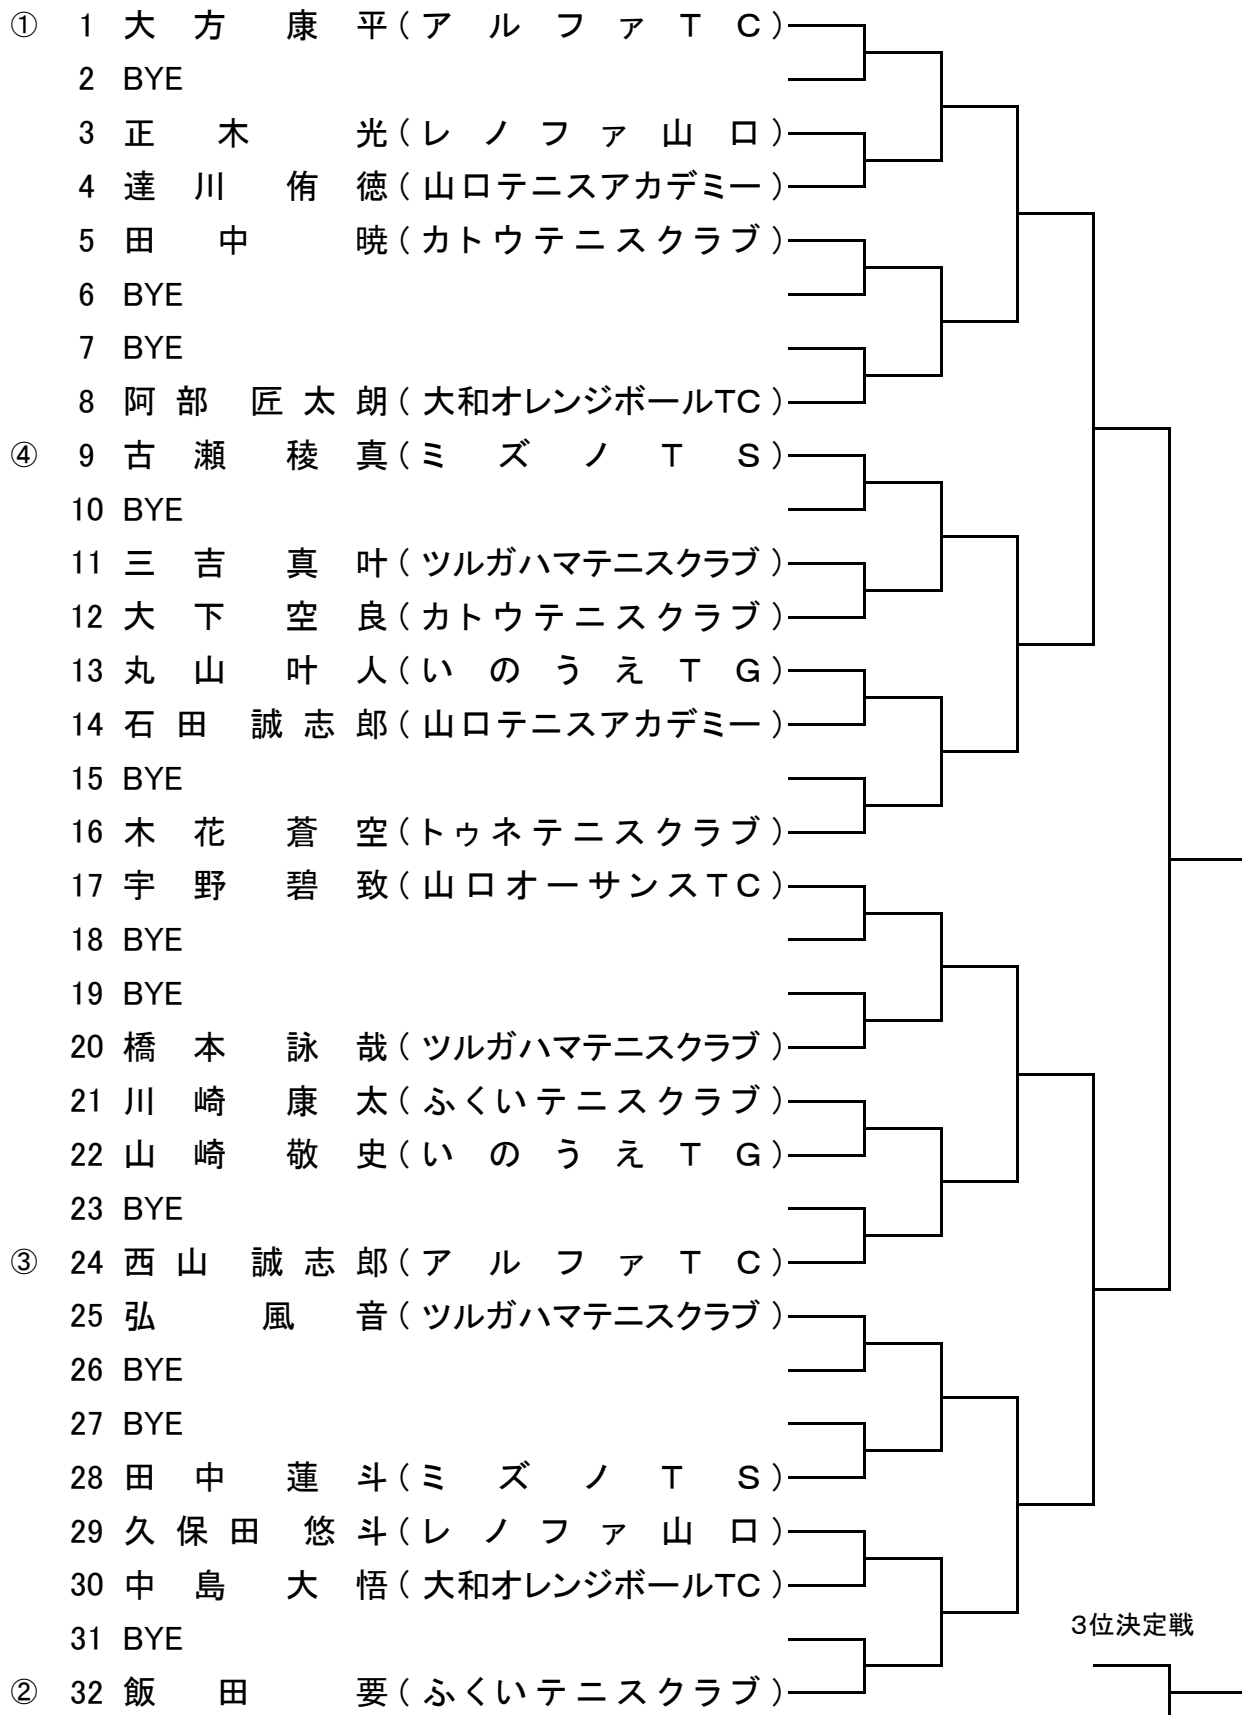 ① 1 大方 康平(アルファTC)
2 BYE
3 正木 光(レノファ山口)
4 達川 侑徳(山口テニスアカデミー)
5 田中 暁(カトウテニスクラブ)
6 BYE
7 BYE
8 阿部 匠太朗(大和オレンジボールTC)
④ 9 古瀬 稜真(ミズノTS)
10 BYE
11 三吉 真叶(ツルガハマテニスクラブ)
12 大下 空良(カトウテニスクラブ)
13 丸山 叶人(いのうえTG)
14 石田 誠志郎(山口テニスアカデミー)
15 BYE
16 木花 蒼空(トゥネテニスクラブ)
17 宇野 碧致(山口オーサンスTC)
18 BYE
19 BYE
20 橋本 詠哉(ツルガハマテニスクラブ)
21 川崎 康太(ふくいテニスクラブ)
22 山崎 敬史(いのうえTG)
23 BYE
③ 24 西山 誠志郎(アルファTC)
25 弘 風音(ツルガハマテニスクラブ)
26 BYE
27 BYE
28 田中 蓮斗(ミズノTS)
29 久保田 悠斗(レノファ山口)
30 中島 大悟(大和オレンジボールTC)
31 BYE
3位決定戦
② 32 飯田 要(ふくいテニスクラブ)